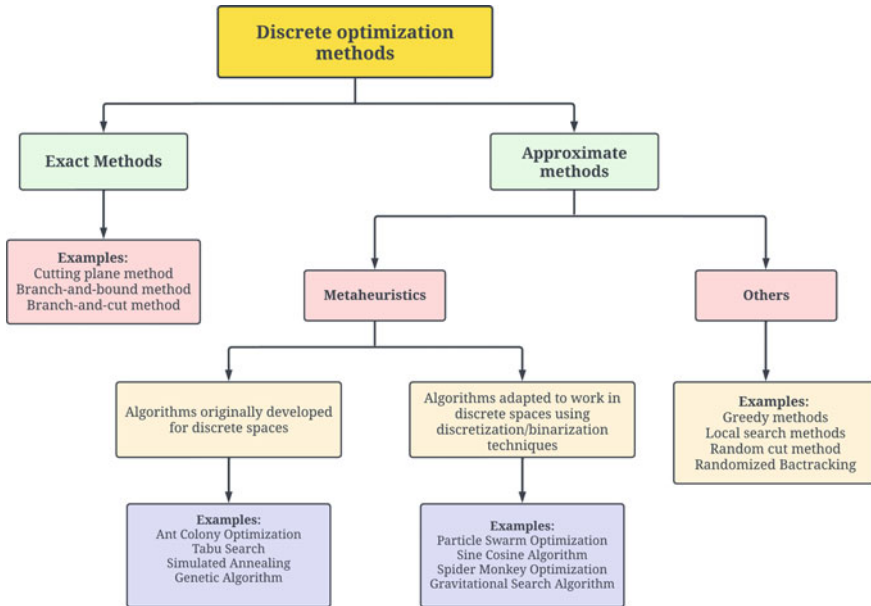 Discrete optimization
methods
Exact Methods
Approximate
methods
Examples:
Cutting plane method
Branch-and-bound method
Branch-and-cut method
Metaheuristics
Others
Algorithms originally developed
for discrete spaces
Algorithms adapted to work in
discrete spaces using
discretization/binarization
techniques
Examples:
Greedy methods
Local search methods
Random cut method
Randomized Bactracking
Examples:
Ant Colony Optimization
Tabu Search
Simulated Annealing
Genetic Algorithm
Examples:
Particle Swarm Optimization
Sine Cosine Algorithm
Spider Monkey Optimization
Gravitational Search Algorithm